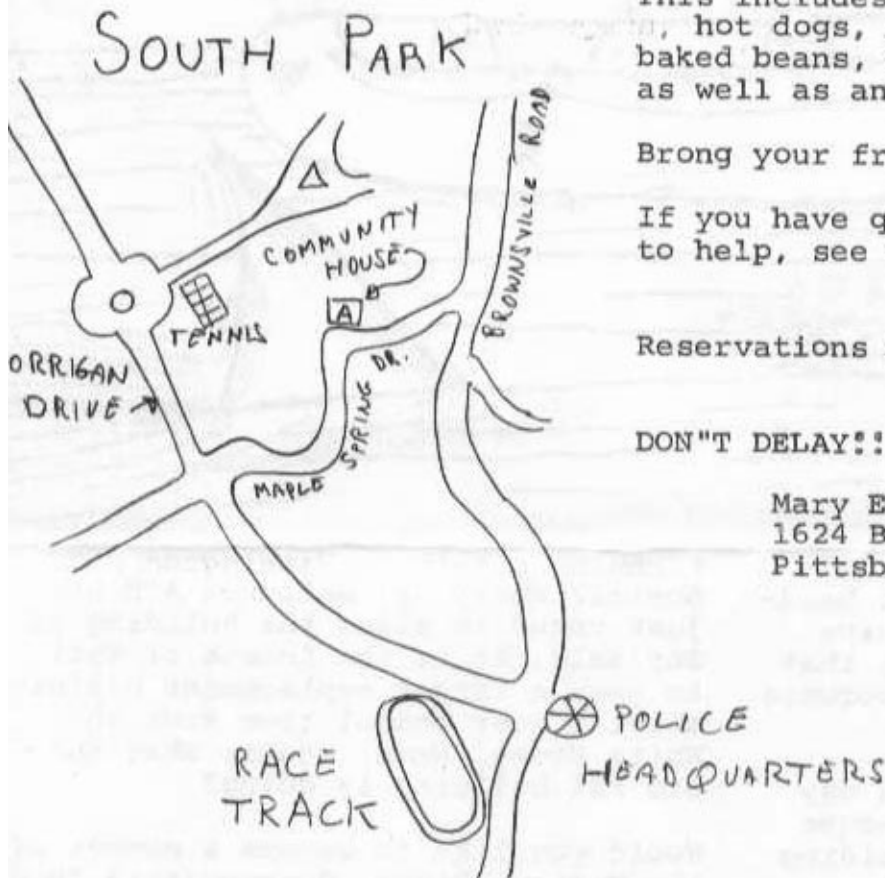 SOUTH PARK
COMMUNITY
HOUSE
A
TENNIS
ORRIGAN
DRIVE
BROWNSVILLE ROAD
MAPLE SPRING DR.
RACE
TRACK
POLICE
HEADQUARTERS
This includes
n, hot dogs,
baked beans,
as well as an
Brong your fr
If you have q
to help, see
Reservations
DON"T DELAY!!
Mary E
1624 B
Pittsb